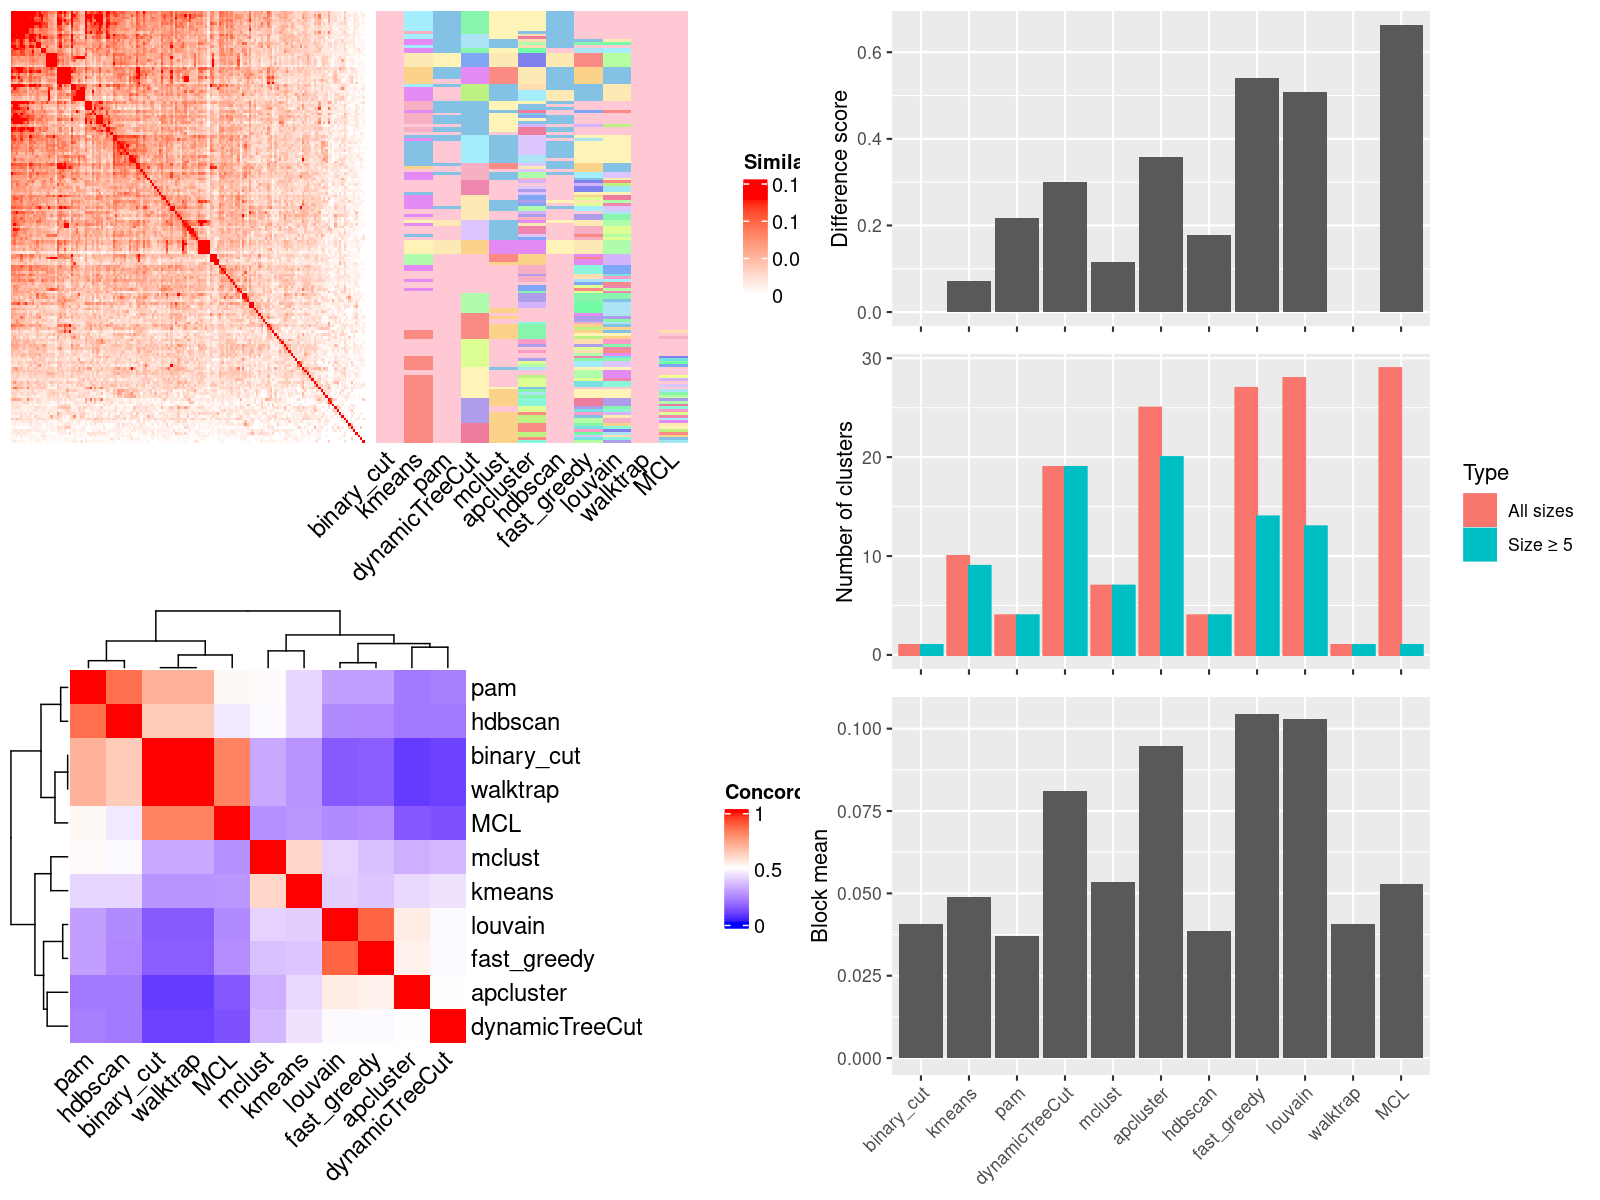 Simila
0.1
0.1
0.0
0
binary_cut
kmeans
pam
dynamicTreeCut
mclust
apcluster
hdbscan
fast_greedy
louvain
walktrap
MCL
pam
hdbscan
binary_cut
walktrap
MCL
mclust
kmeans
louvain
fast_greedy
apcluster
dynamicTreeCut
pam
hdbscan
binary_cut
walktrap
MCL
mclust
kmeans
louvain
fast_greedy
apcluster
dynamicTreeCut
Concord
1
0.5
0
Difference score
0.6
0.4
0.2
0.0
Number of clusters
30
20
10
0
Type
All sizes
Size ≥ 5
Block mean
0.100
0.075
0.050
0.025
0.000
binary_cut
kmeans
pam
dynamicTreeCut
mclust
apcluster
hdbscan
fast_greedy
louvain
walktrap
MCL